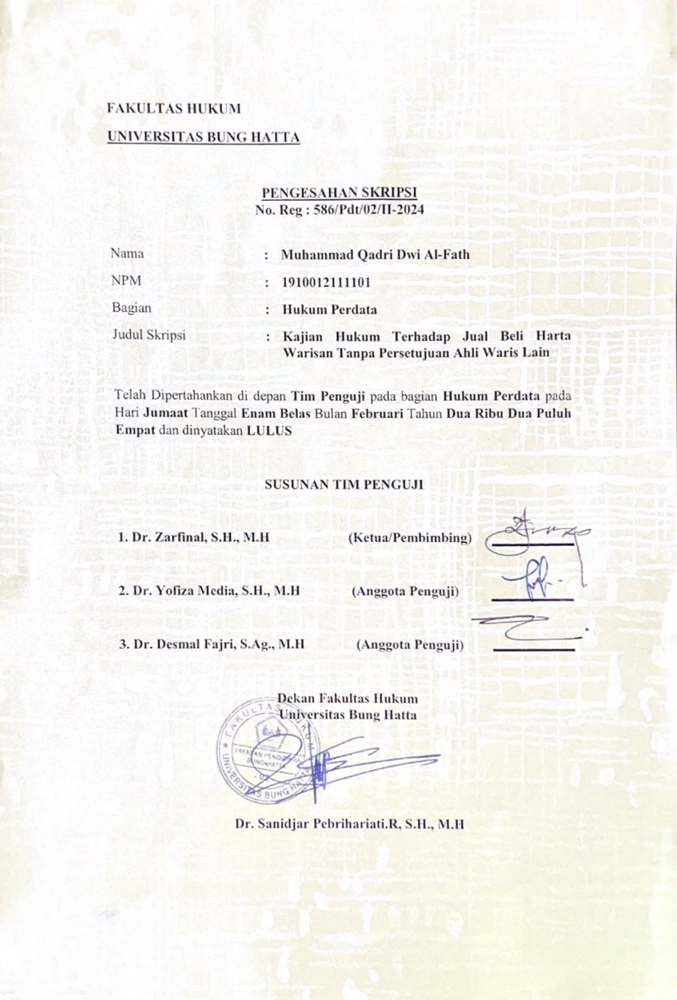 FAKULTAS HUKUM
UNIVERSITAS BUNG HATTA
PENGESAHAN SKRIPSI
No. Reg : 586/Pdt/02/II-2024
Nama : Muhammad Qadri Dwi Al-Fath
NPM : 1910012111101
Bagian : Hukum Perdata
Judul Skripsi : Kajian Hukum Terhadap Jual Beli Harta
Warisan Tanpa Persetujuan Ahli Waris Lain
Telah Dipertahankan di depan Tim Penguji pada bagian Hukum Perdata pada
Hari Jumaat Tanggal Enam Belas Bulan Februari Tahun Dua Ribu Dua Puluh
Empat dan dinyatakan LULUS
SUSUNAN TIM PENGUJI
1. Dr. Zarfinal, S.H., M.H (Ketua/Pembimbing)
2. Dr. Yofiza Media, S.H., M.H (Anggota Penguji)
3. Dr. Desmal Fajri, S.Ag., M.H (Anggota Penguji)
Dekan Fakultas Hukum
Universitas Bung Hatta
FAKULTAS HUKUM
YAYASAN PENDIDIKAN
BUNG HATTA
UNIVERSITAS BUNG HATTA
Dr. Sanidjar Pebrihariati.R, S.H., M.H